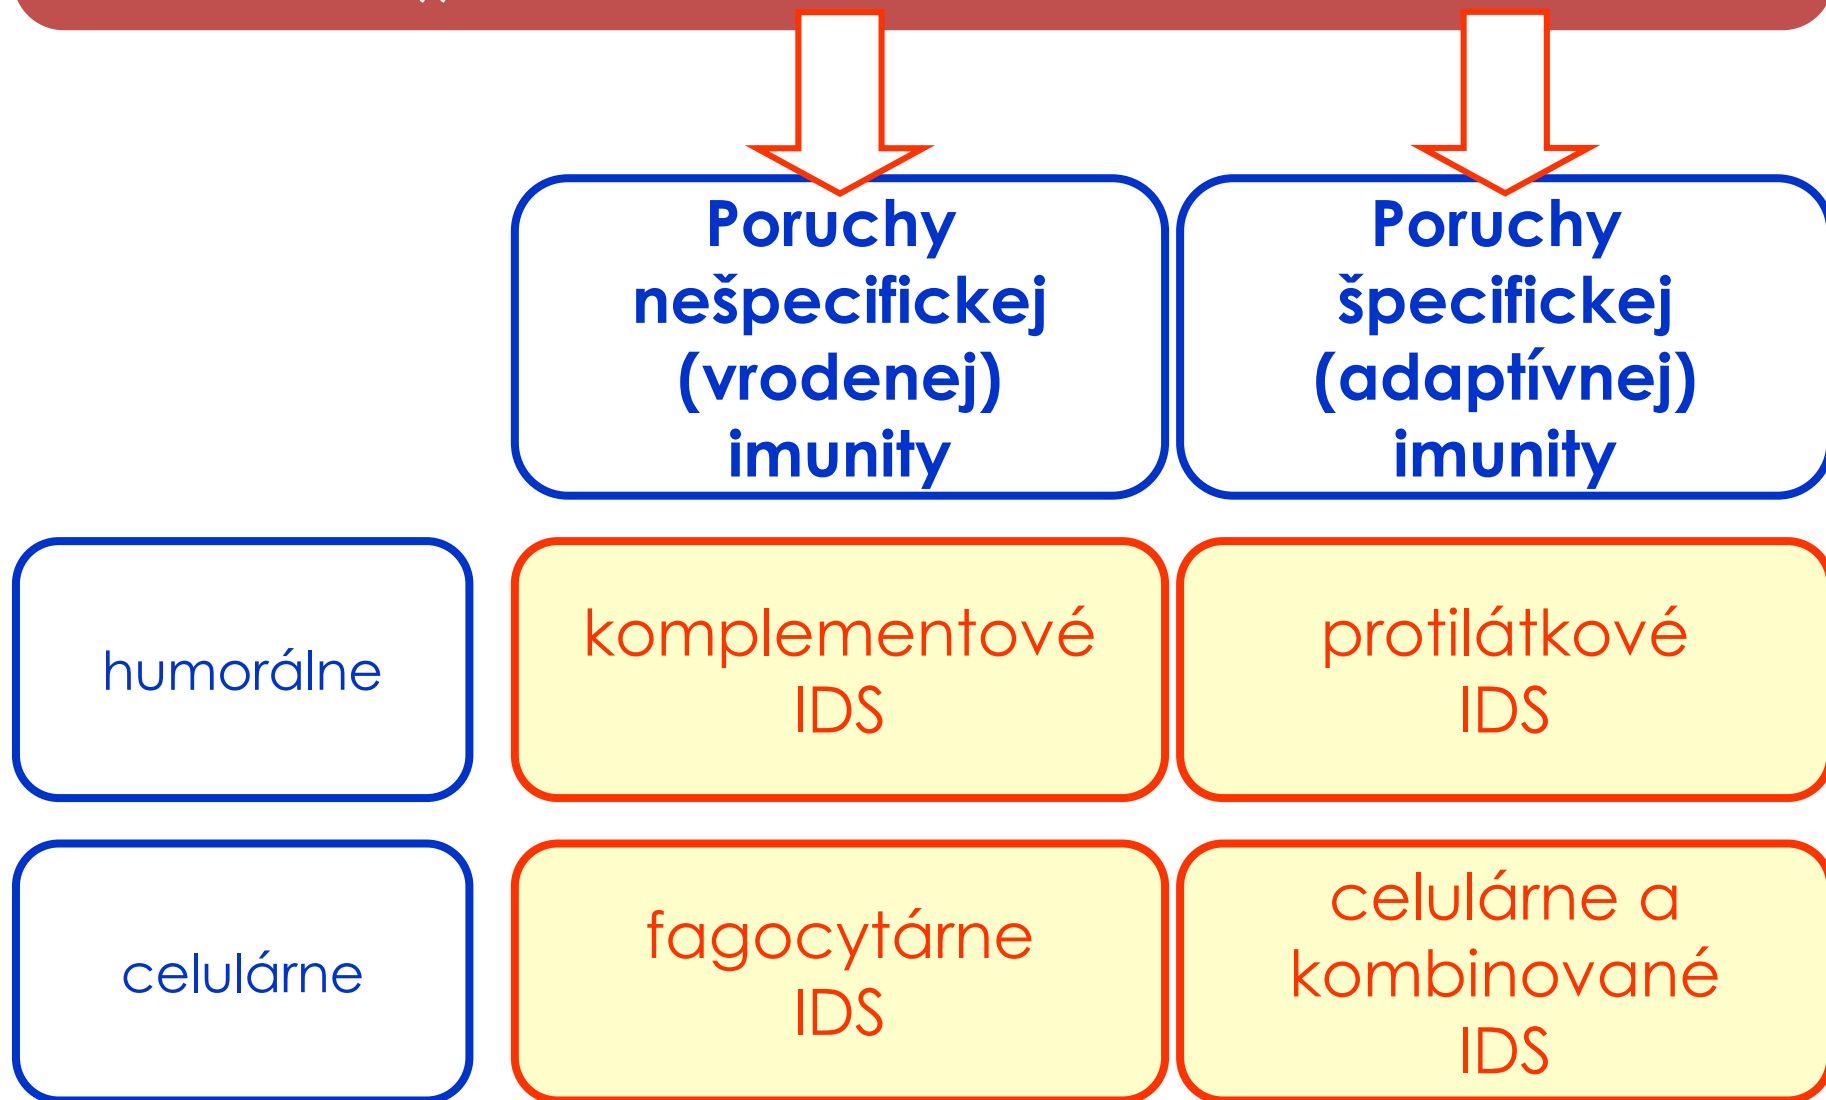 Poruchy
nešpecifickej
(vrodenej)
imunity
Poruchy
špecifickej
(adaptívnej)
imunity
humorálne
komplementové
IDS
protilátkové
IDS
celulárne
fagocytárne
IDS
celulárne a
kombinované
IDS